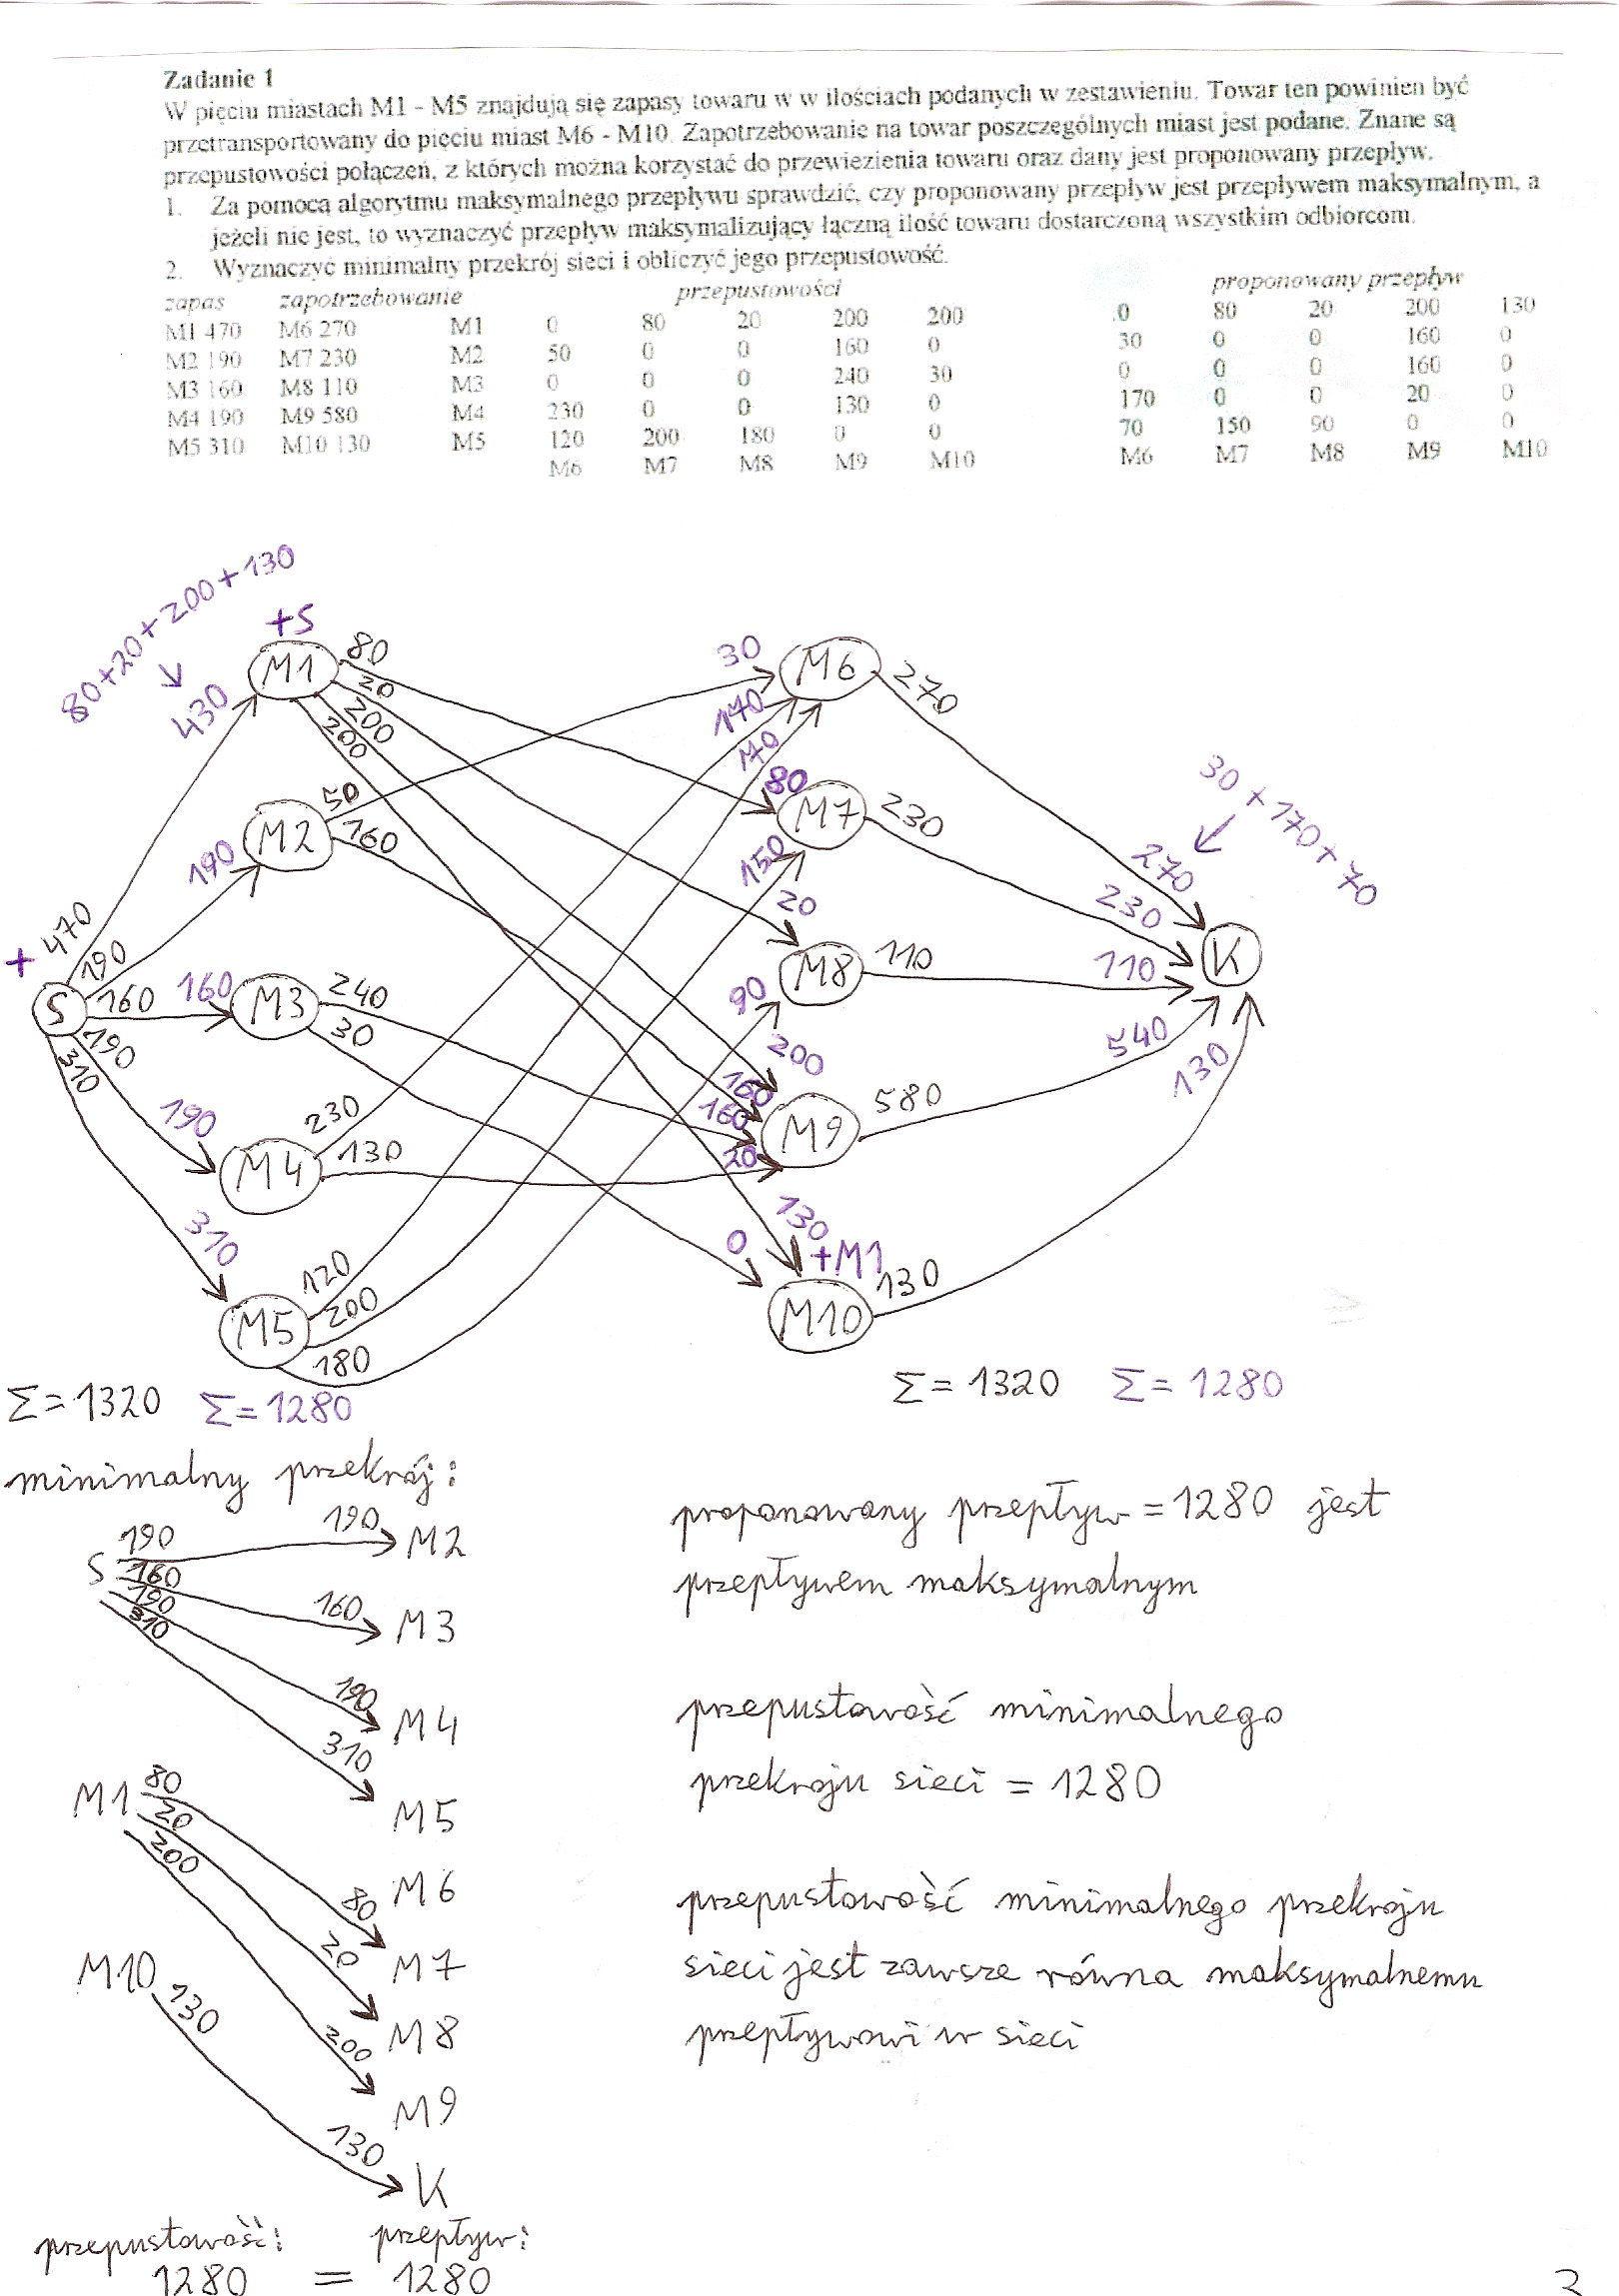 Zadanie 1
W pięciu miastach M1 - M5 znajdują się zapasy towaru w w ilościach podanych w zestawieniu. Towar ten powinien być
przetransportowany do pięciu miast M6 - M10. Zapotrzebowanie na towar poszczególnych miast jest podane. Znane są
przepustowości połączeń, z których można korzystać do przewiezienia towaru oraz dany jest proponowany przepływ.
1. Za pomocą algorytmu maksymalnego przepływu sprawdzić, czy proponowany przepływ jest przepływem maksymalnym, a
jeżeli nie jest, to wyznaczyć przepływ maksymalizujący łączną ilość towaru dostarczoną wszystkim odbiorcom.
2. Wyznaczyć minimalny przekrój sieci i obliczyć jego przepustowość.
zapas zapotrzebowanie przepustowości proponowany przepływ
M1 470 M6 270 M1 0 80 20 200 200 0 80 20 200 130
M2 190 M7 230 M2 50 0 0 160 0 30 0 0 160 0
M3 160 M8 110 M3 0 0 0 240 30 0 0 0 160 0
M4 190 M9 580 M4 230 0 0 130 0 170 0 0 20 0
M5 310 M10 130 M5 120 200 180 0 0 70 150 90 0 0
M6 M7 M8 M9 M10 M6 M7 M8 M9 M10
80+20+200+130
430
+S
M1
80
20
200
200
30
170
70
M6
270
M2
190
50
160
80
150
M7
230
30+170+70
270
230
110
540
130
K
+
S
470
190
160
190
310
160
M3
240
30
20
90
M8
110
190
M4
230
130
200
160
160
20
M9
580
310
M5
120
200
180
130
0
+M1
M10
130
Σ=1320 Σ=1280
Σ=1320 Σ=1280
minimalny przekrój:
S
190 190 M2
160 160 M3
190 190 M4
310 310 M5
M1
80
20
200
M6
80 M7
20 M8
200 M9
M10 130
130 K
przepustowość: przepływ:
1280 = 1280
proponowany przepływ = 1280 jest
przepływem maksymalnym
przepustowość minimalnego
przekroju sieci = 1280
przepustowość minimalnego przekroju
sieci jest zawsze równa maksymalnemu
przepływowi w sieci